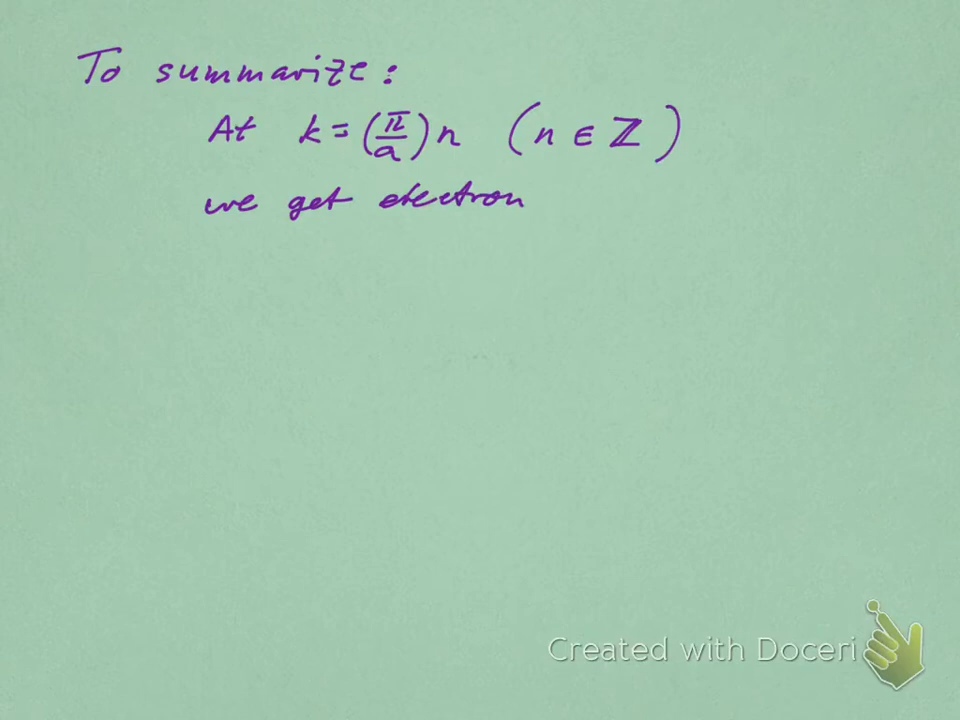 To summarize:
At k = (π/a) n (n ∈ ℤ)
we get electron
Created with Doceri